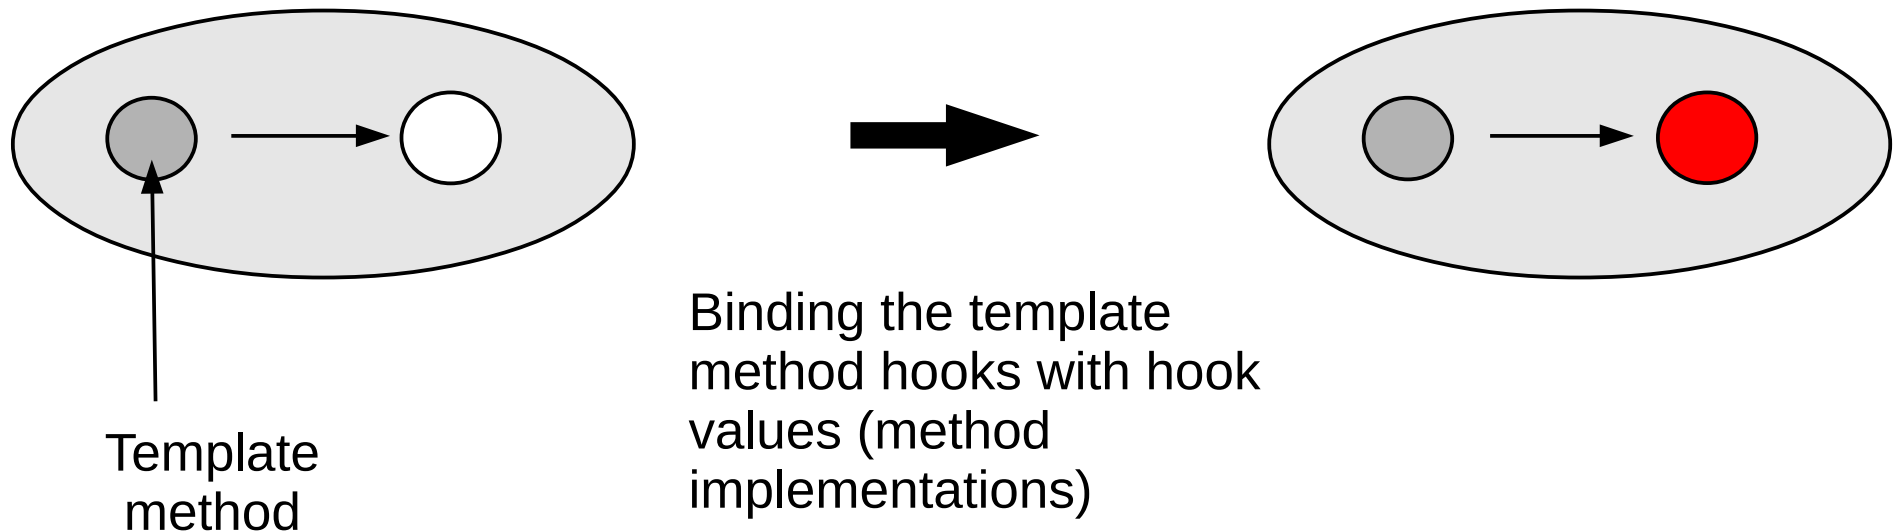 Binding the template
method hooks with hook
values (method
implementations)
Template
method